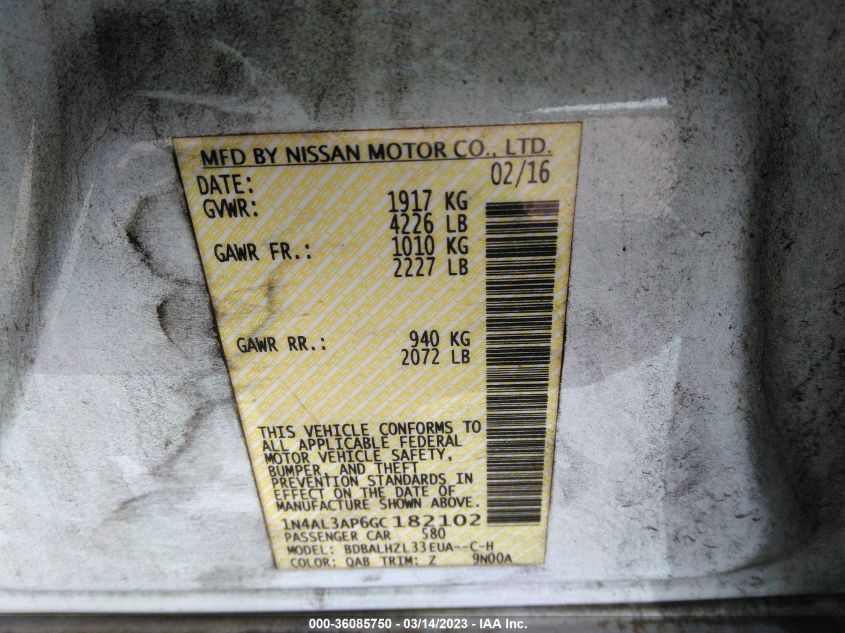 MFD BY NISSAN MOTOR CO., LTD.
DATE: 02/16
GVWR: 1917 KG
4226 LB
GAWR FR.: 1010 KG
2227 LB
GAWR RR.: 940 KG
2072 LB
THIS VEHICLE CONFORMS TO
ALL APPLICABLE FEDERAL
MOTOR VEHICLE SAFETY,
BUMPER, AND THEFT
PREVENTION STANDARDS IN
EFFECT ON THE DATE OF
MANUFACTURE SHOWN ABOVE.
1N4AL3AP6GC182102
PASSENGER CAR 580
MODEL: BDBALHZL33EUA--C-H
COLOR: QAB TRIM: Z 9N00A
000-36085750 - 03/14/2023 - IAA Inc.